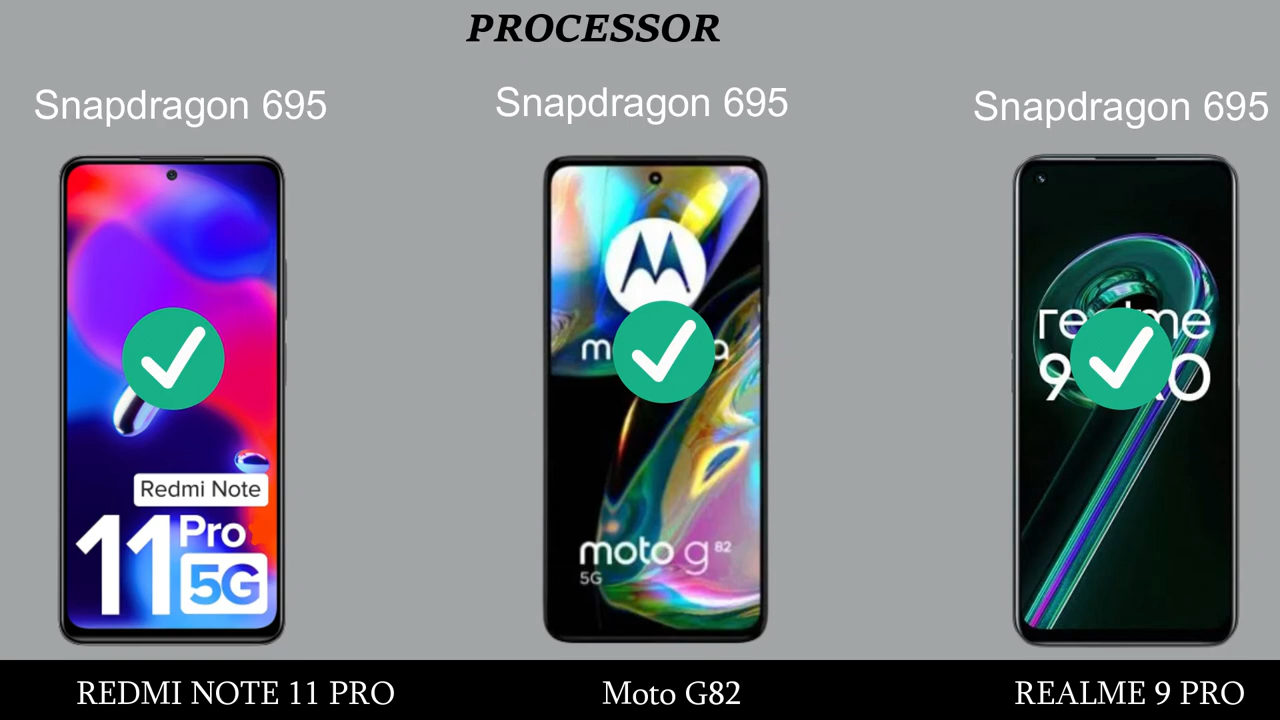 PROCESSOR
Snapdragon 695
Snapdragon 695
Snapdragon 695
Redmi Note
11 Pro
5G
moto g 82
5G
REDMI NOTE 11 PRO
Moto G82
REALME 9 PRO